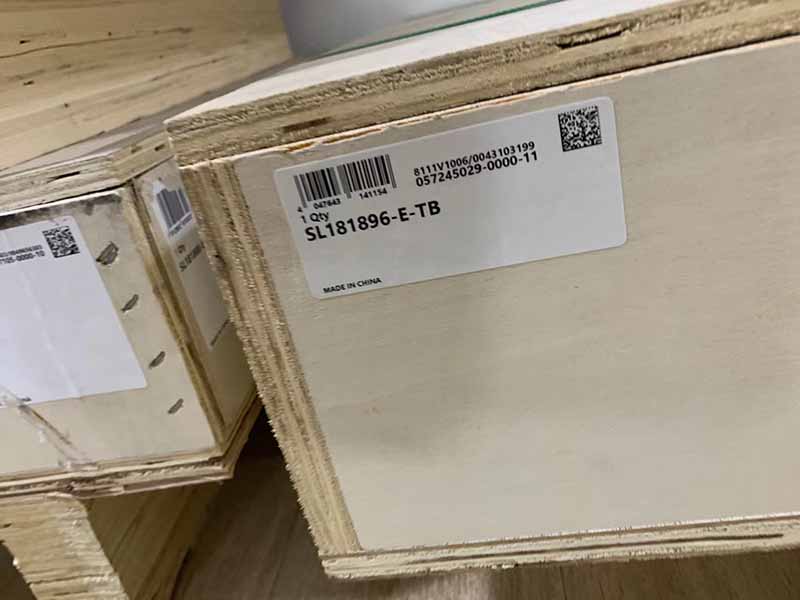 8111V1006/0043103199
057245029-0000-11
4 047643 141154
1 Qty
SL181896-E-TB
MADE IN CHINA